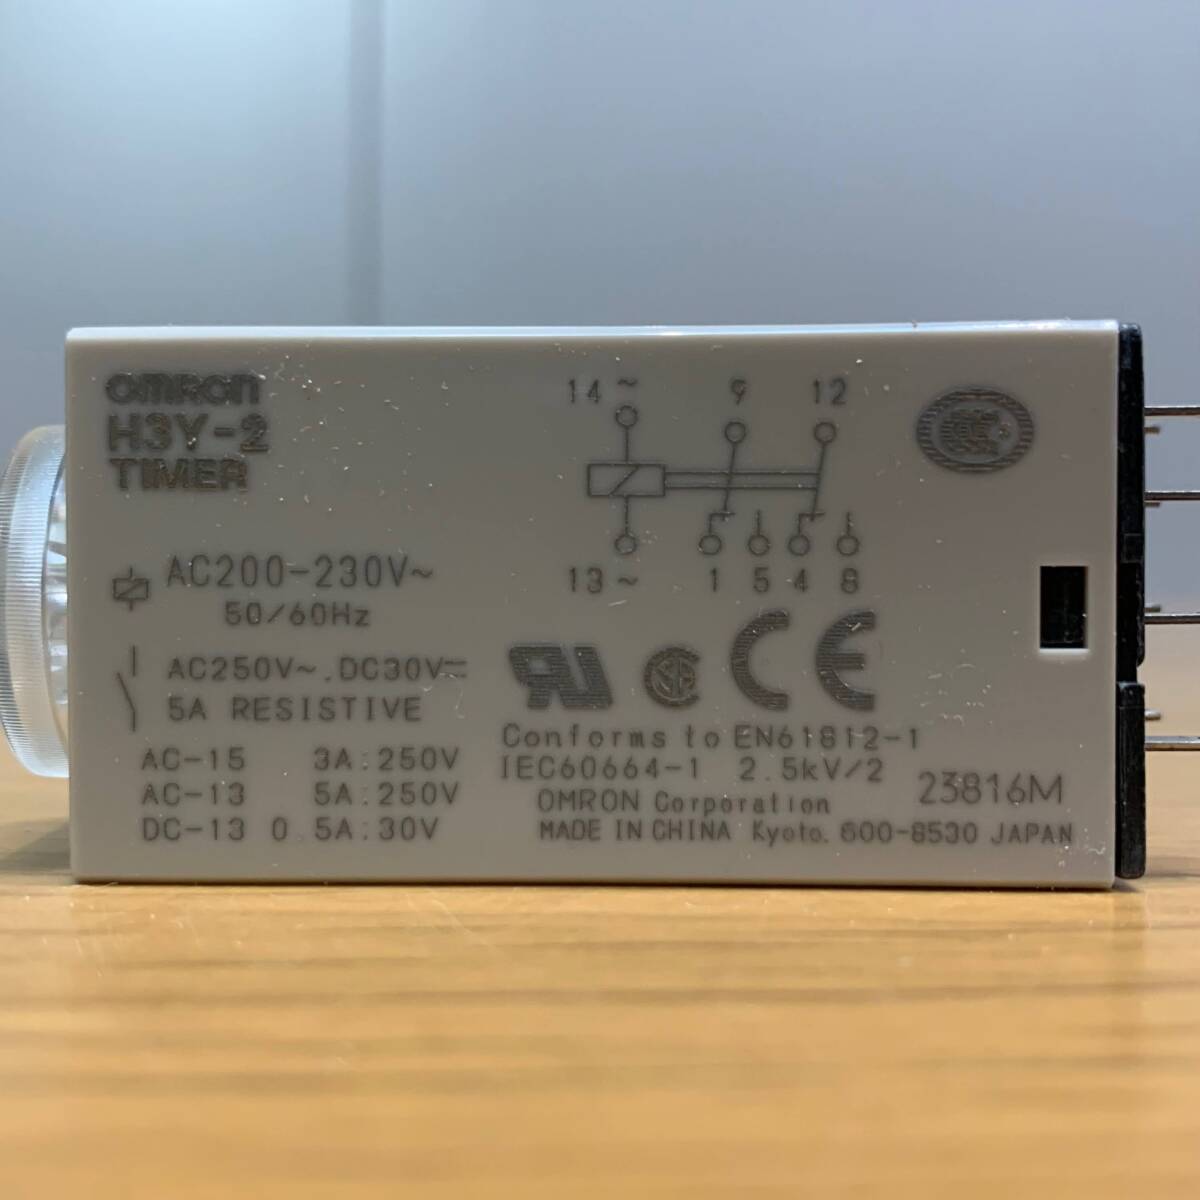 OMRON
H3Y-2
TIMER
AC200-230V~
50/60Hz
AC250V~.DC30V⎓
5A RESISTIVE
AC-15 3A:250V
AC-13 5A:250V
DC-13 0.5A:30V
14~ 9 12
13~ 1 5 4 8
CE
Conforms to EN61812-1
IEC60664-1 2.5kV/2
OMRON Corporation
MADE IN CHINA Kyoto. 600-8530 JAPAN
23816M